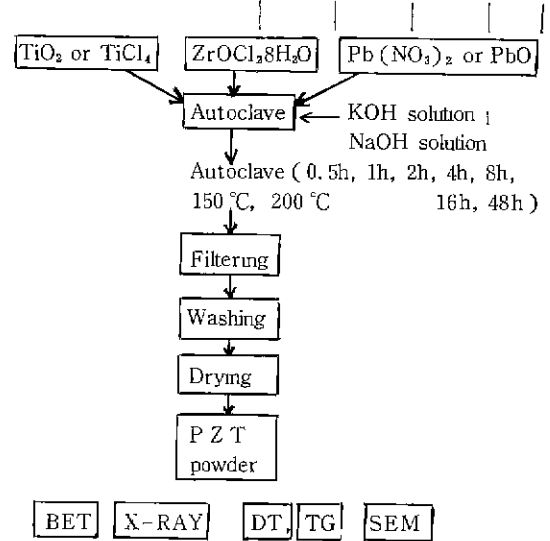 TiO₂ or TiCl₄ ZrOCl₂8H₂O Pb(NO₃)₂ or PbO
Autoclave KOH solution ;
NaOH solution
Autoclave ( 0.5h, 1h, 2h, 4h, 8h,
150 ℃, 200 ℃ 16h, 48h )
Filtering
Washing
Drying
P Z T
powder
BET X-RAY DT, TG SEM